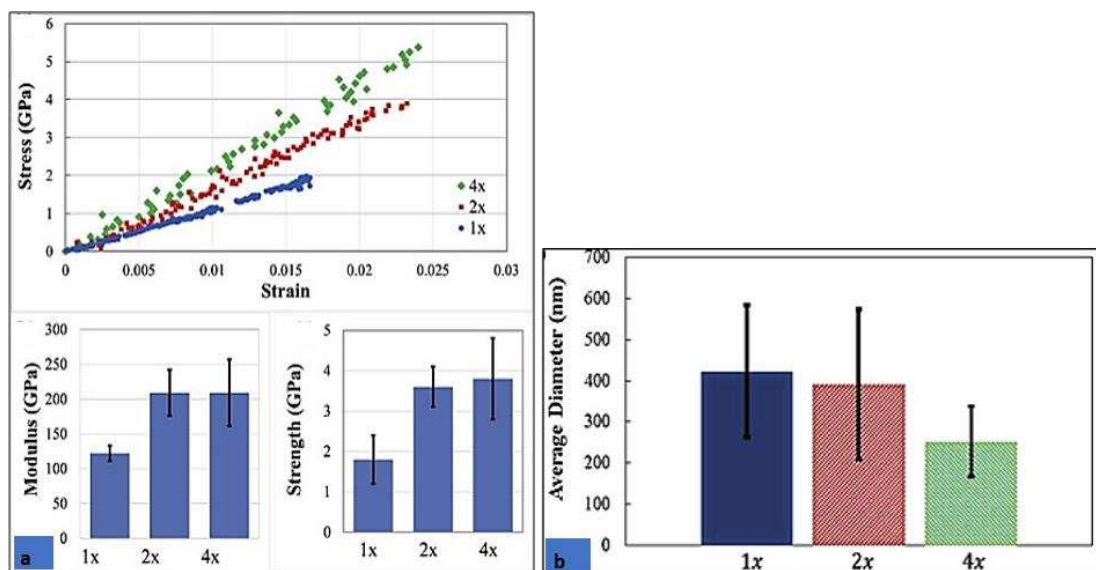 6
5
4
3
2
1
0
Stress (GPa)
4x
2x
1x
0 0.005 0.01 0.015 0.02 0.025 0.03
Strain
300
250
200
150
100
50
0
Modulus (GPa)
1x 2x 4x
a
5
4
3
2
1
0
Strength (GPa)
1x 2x 4x
700
600
500
400
300
200
100
0
Average Diameter (nm)
1x 2x 4x
b